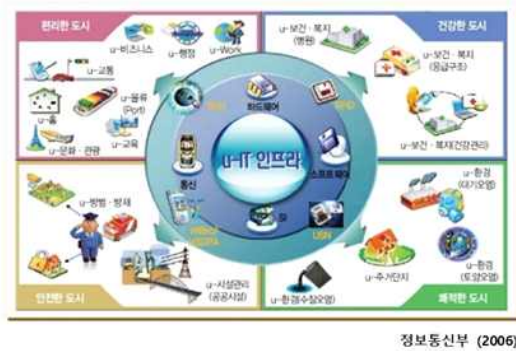 편리한 도시
u-비즈니스
u-행정
u-Work
u-교통
u-홈
u-물류
(Port)
u-문화 · 관광
u-교육
건강한 도시
u-보건 · 복지
(병원)
u-보건 · 복지
(응급구조)
u-보건 · 복지(건강관리)
하드웨어
RFID
통신
u-IT 인프라
소프트웨어
SI
USN
u-방범 · 방재
u-시설관리
(공공시설)
안전한 도시
u-환경
(대기오염)
u-주거단지
u-환경
(토양오염)
u-환경(수질오염)
쾌적한 도시
정보통신부 (2006)